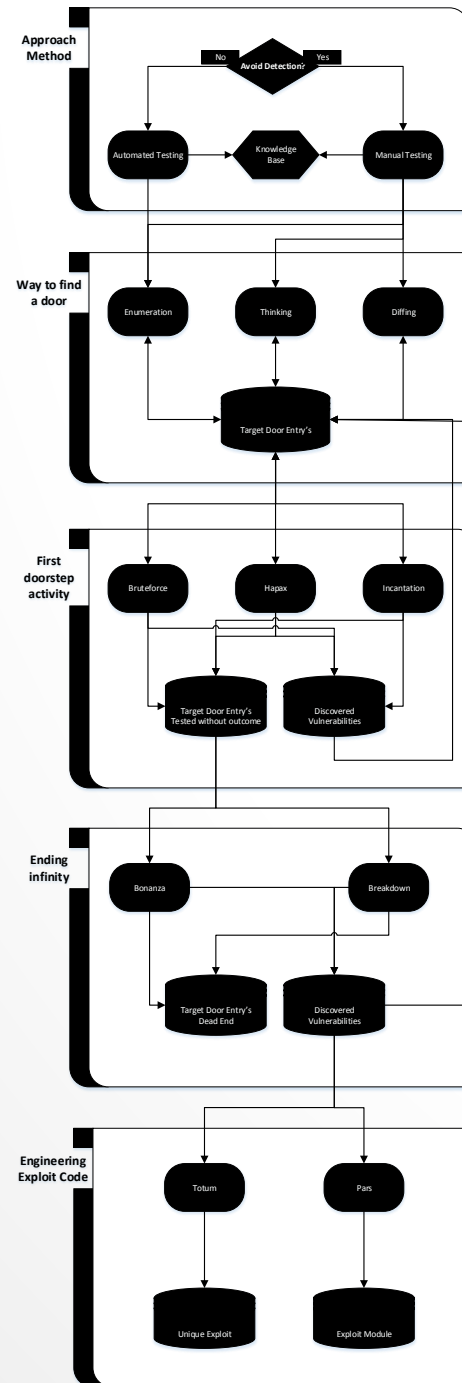 Approach
Method
No
Avoid Detection?
Yes
Automated Testing
Knowledge
Base
Manual Testing
Way to find
a door
Enumeration
Thinking
Diffing
Target Door Entry's
First
doorstep
activity
Bruteforce
Hapax
Incantation
Target Door Entry's
Tested without outcome
Discovered
Vulnerabilities
Ending
infinity
Bonanza
Breakdown
Target Door Entry's
Dead End
Discovered
Vulnerabilities
Engineering
Exploit Code
Totum
Pars
Unique Exploit
Exploit Module